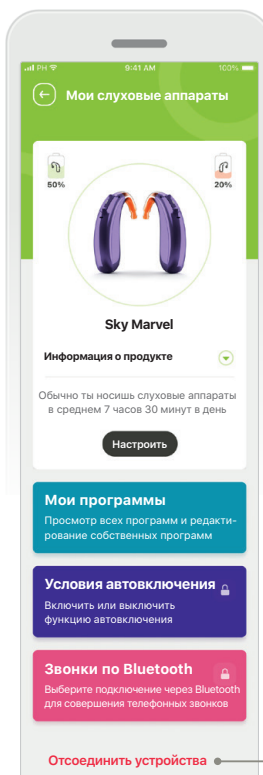 PH 9:41 AM 100%
Мои слуховые аппараты
50% 20%
Sky Marvel
Информация о продукте
Обычно ты носишь слуховые аппараты
в среднем 7 часов 30 минут в день
Настроить
Мои программы
Просмотр всех программ и редакти-
рование собственных программ
Условия автовключения
Включить или выключить
функцию автовключения
Звонки по Bluetooth
Выберите подключение через Bluetooth
для совершения телефонных звонков
Отсоединить устройства